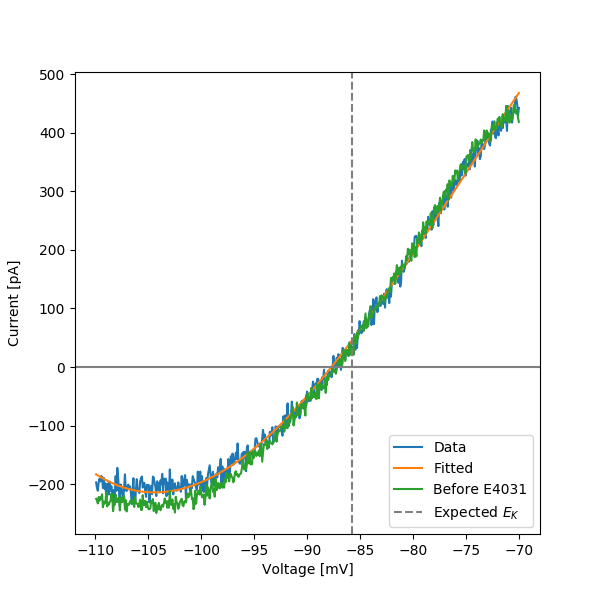 500
400
300
200
100
0
−100
−200
Current [pA]
−110 −105 −100 −95 −90 −85 −80 −75 −70
Voltage [mV]
Data
Fitted
Before E4031
Expected E_K